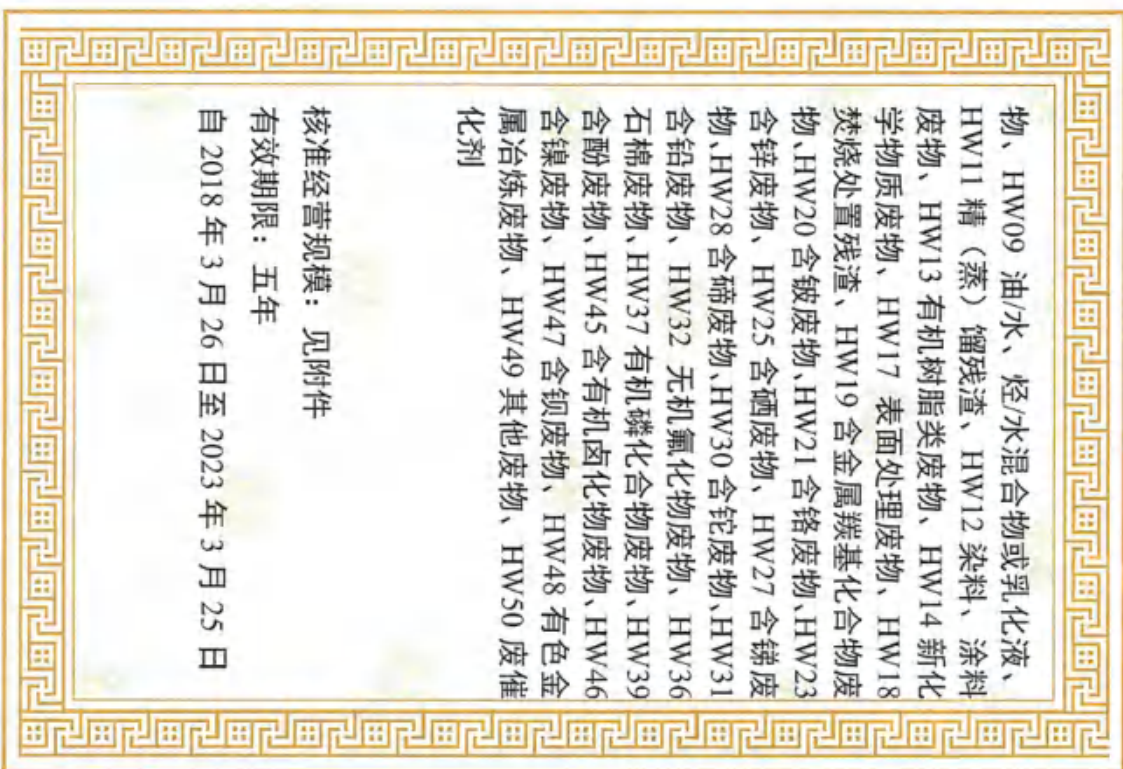 物、HW09 油/水、烃/水混合物或乳化液、
HW11 精（蒸）馏残渣、HW12 染料、涂料
废物、HW13 有机树脂类废物、HW14 新化
学物质废物、HW17 表面处理废物、HW18
焚烧处置残渣、HW19 含金属羰基化合物废
物、HW20 含铍废物、HW21 含铬废物、HW23
含锌废物、HW25 含硒废物、HW27 含锑废
物、HW28 含碲废物、HW30 含铊废物、HW31
含铅废物、HW32 无机氟化物废物、HW36
石棉废物、HW37 有机磷化合物废物、HW39
含酚废物、HW45 含有机卤化物废物、HW46
含镍废物、HW47 含钡废物、HW48 有色金
属冶炼废物、HW49 其他废物、HW50 废催
化剂
核准经营规模：见附件
有效期限：五年
自 2018 年 3 月 26 日至 2023 年 3 月 25 日